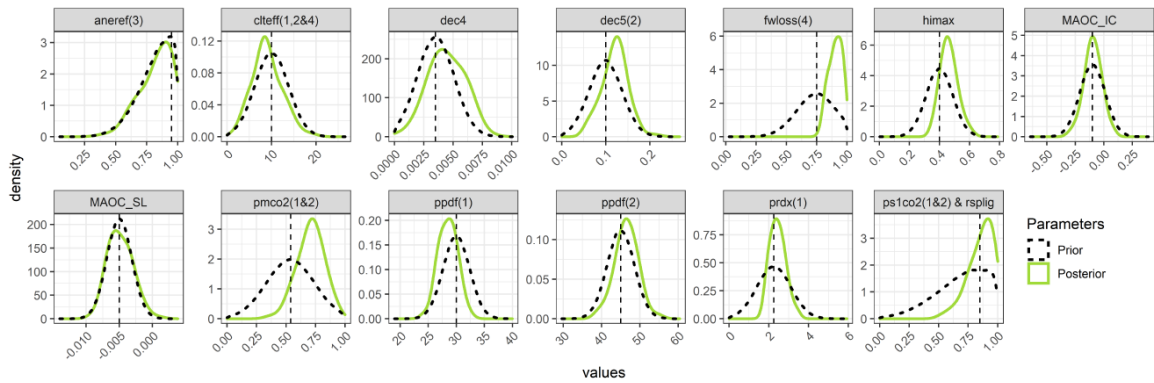 aneref(3) clteff(1,2&4) dec4 dec5(2) fwloss(4) himax MAOC_IC
3 2 1 0
0.12 0.08 0.04 0.00
200 100 0
10 5 0
6 4 2 0
6 4 2 0
5 4 3 2 1 0
0.25 0.50 0.75 1.00
0 10 20
0.0000 0.0025 0.0050 0.0075 0.0100
0.0 0.1 0.2
0.00 0.25 0.50 0.75 1.00
0.0 0.2 0.4 0.6 0.8
-0.50 -0.25 0.00 0.25
density
MAOC_SL pmco2(1&2) ppdf(1) ppdf(2) prdx(1) ps1co2(1&2) & rsplig
200 150 100 50 0
3 2 1 0
0.20 0.15 0.10 0.05 0.00
0.10 0.05 0.00
0.75 0.50 0.25 0.00
3 2 1 0
-0.010 -0.005 0.000
0.00 0.25 0.50 0.75 1.00
20 30 40
30 40 50 60
0 2 4 6
0.00 0.25 0.50 0.75 1.00
Parameters
Prior
Posterior
values